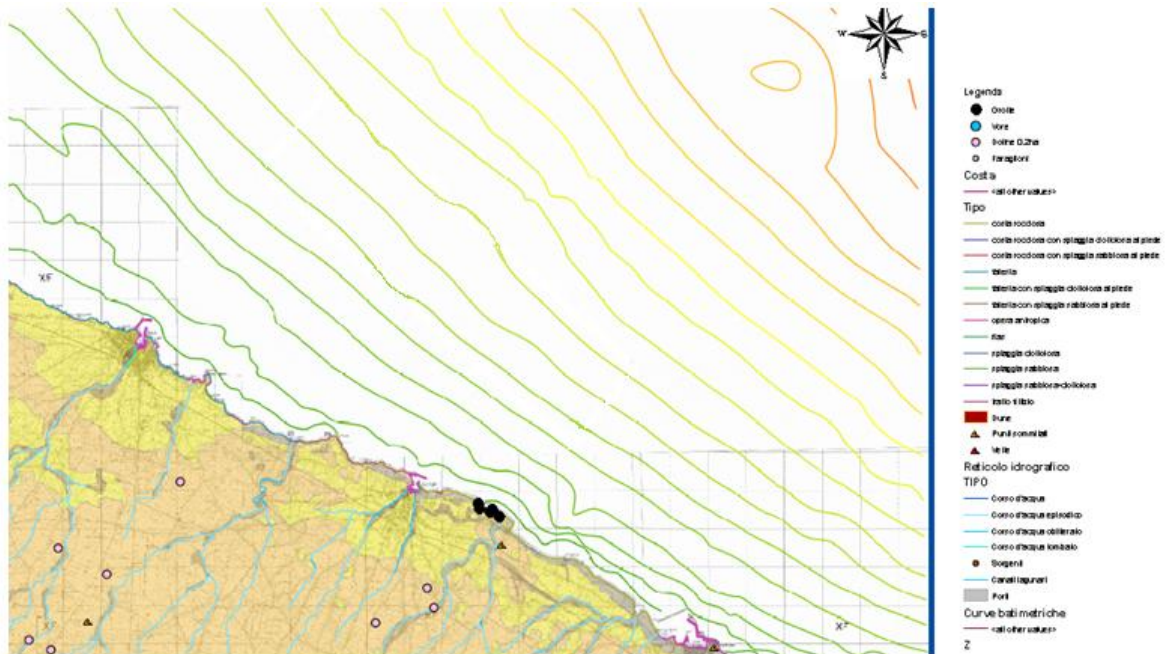 W
S
XF
XF
XF
Legenda
Grotte
Vore
Doline 0.2ha
Faraglioni
Costa
<all other values>
Tipo
costa rocciosa
costa rocciosa con spiaggia ciottolosa al piede
costa rocciosa con spiaggia sabbiosa al piede
falesia
falesia con spiaggia ciottolosa al piede
falesia con spiaggia sabbiosa al piede
opera antropica
rias
spiaggia ciottolosa
spiaggia sabbiosa
spiaggia sabbiosa-ciottolosa
tratto fittizio
Dune
Punti sommitali
Vette
Reticolo idrografico
TIPO
Corso d'acqua
Corso d'acqua episodico
Corso d'acqua obliterato
Corso d'acqua tombato
Sorgenti
Canali lagunari
Porti
Curve batimetriche
<all other values>
Z